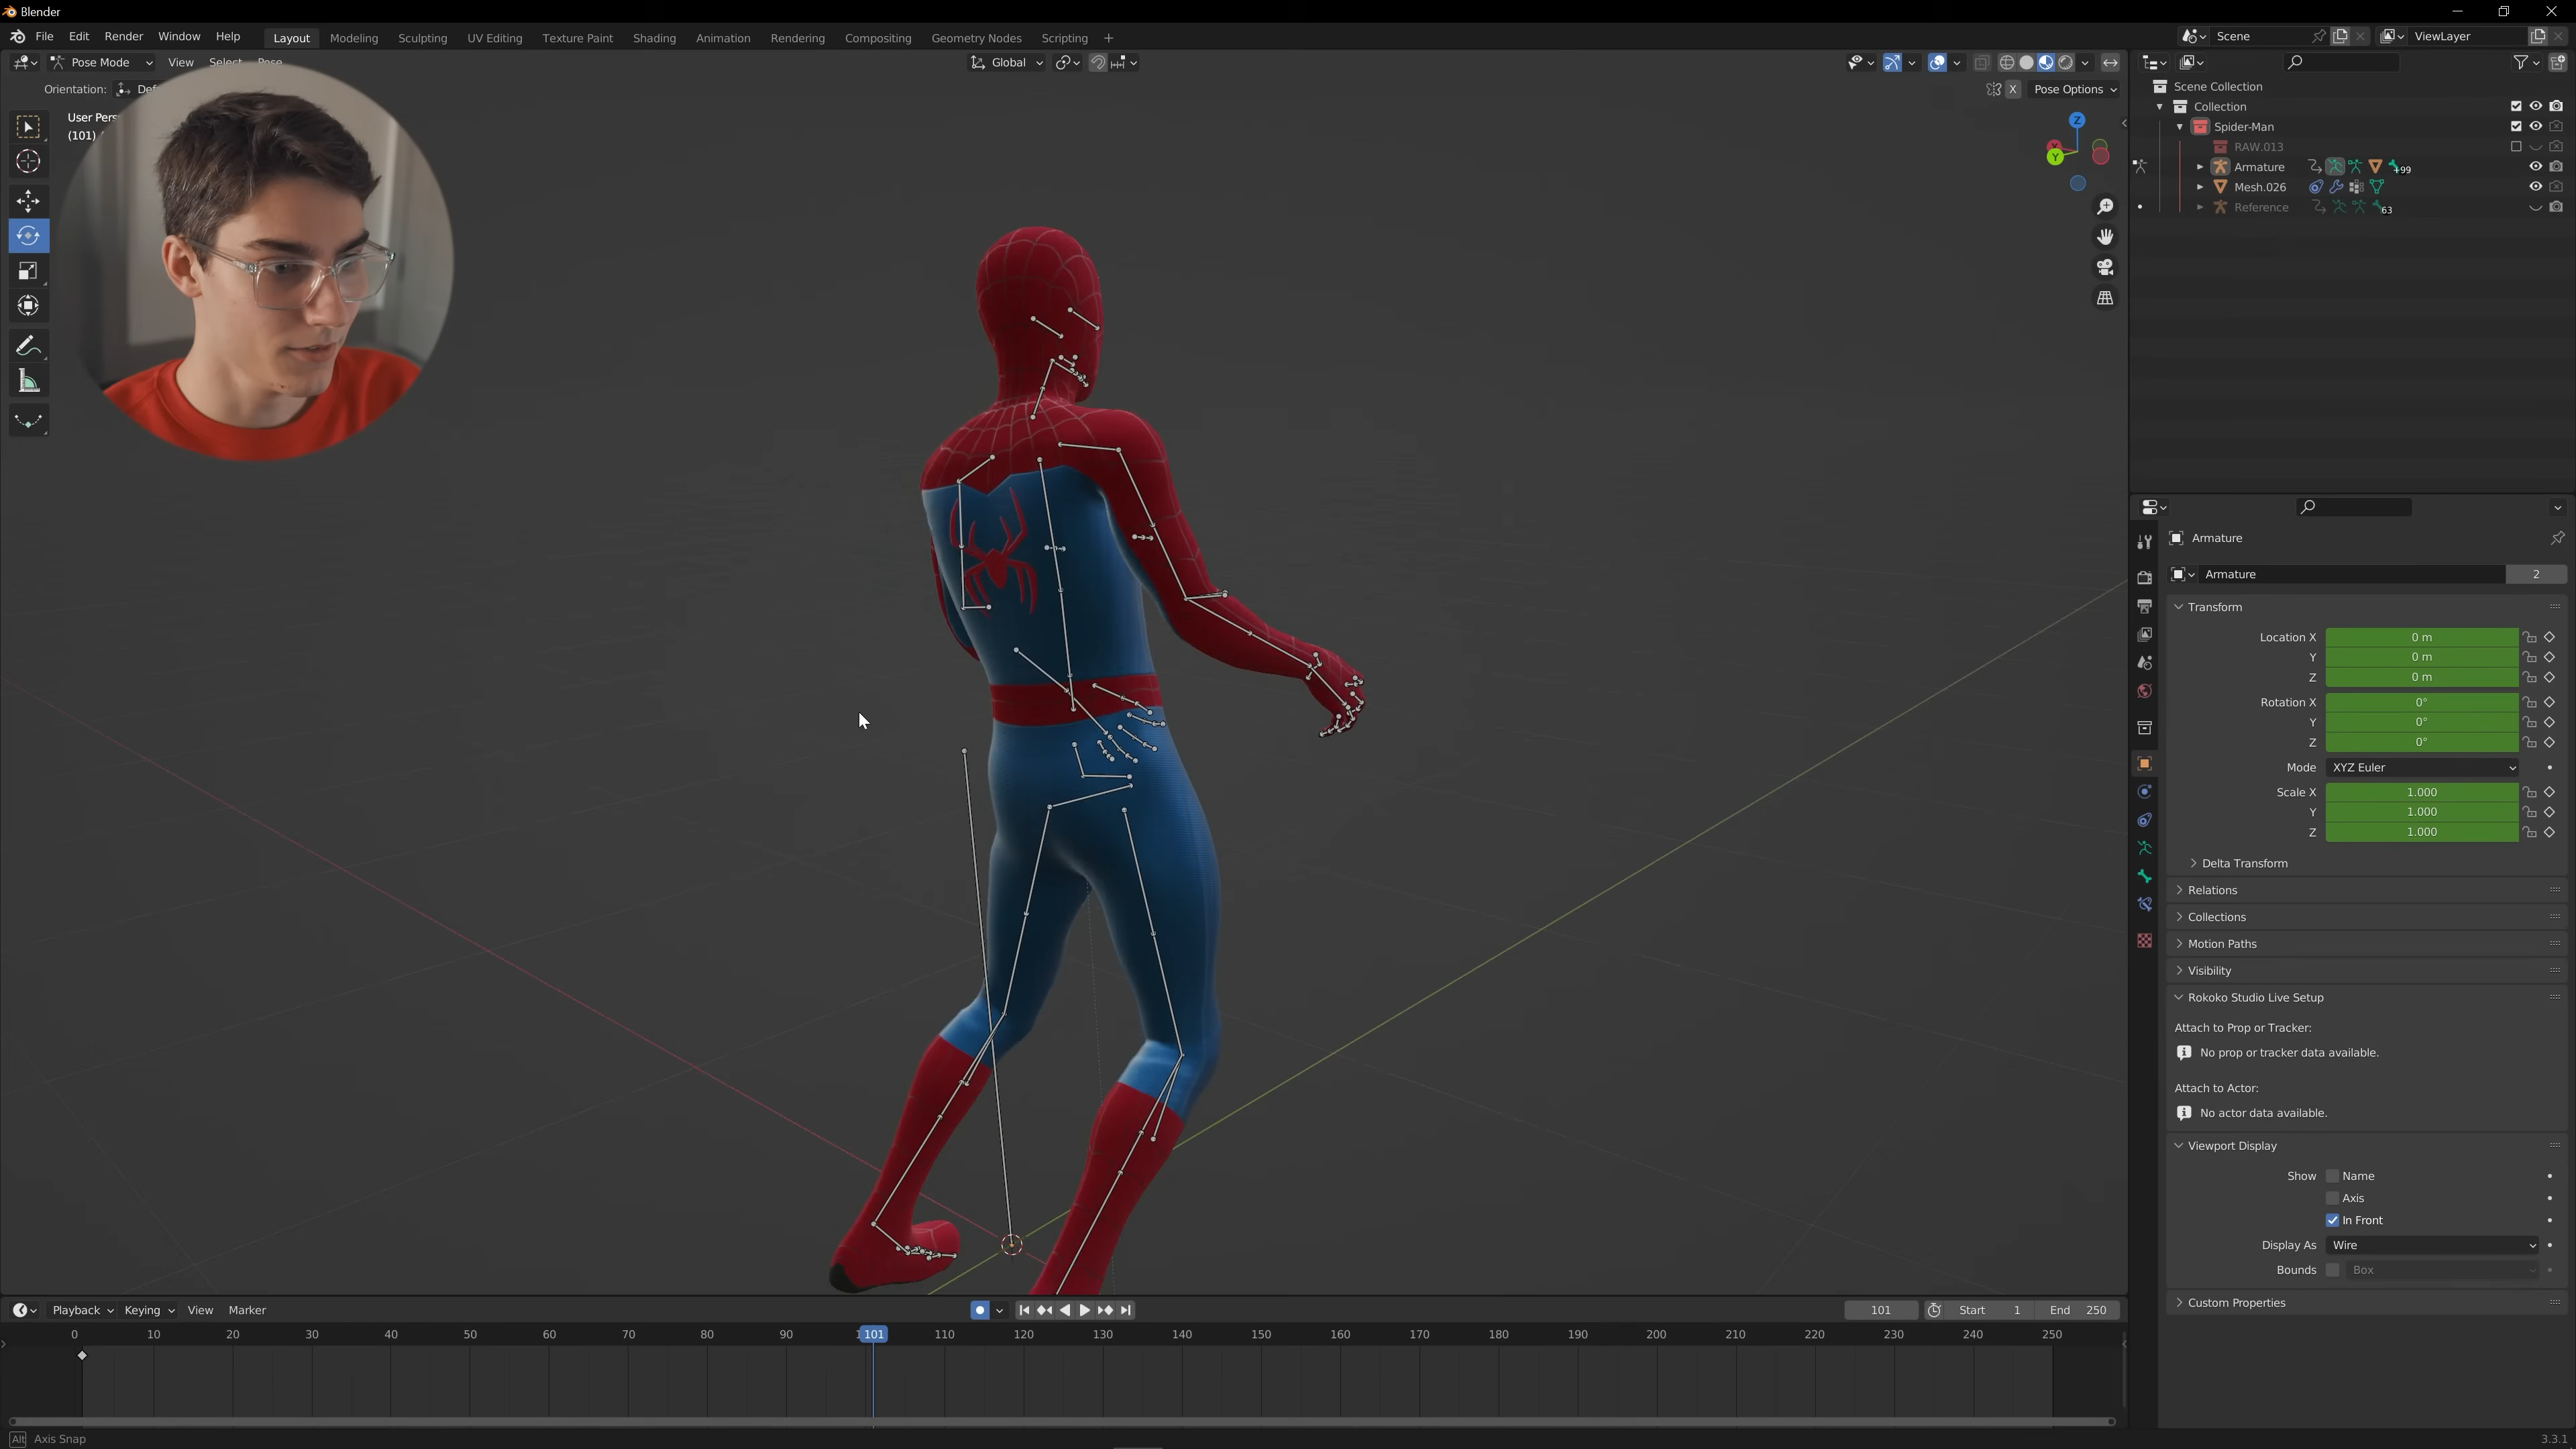 Blender
File Edit Render Window Help Layout Modeling Sculpting UV Editing Texture Paint Shading Animation Rendering Compositing Geometry Nodes Scripting + Scene ViewLayer
Pose Mode View Select Pose Global
Orientation: Def X Pose Options
User Pers
(101)
Z
Y
Scene Collection
Collection
Spider-Man
RAW.013
Armature +99
Mesh.026
Reference 63
Armature
Armature 2
Transform
Location X 0 m
Y 0 m
Z 0 m
Rotation X 0°
Y 0°
Z 0°
Mode XYZ Euler
Scale X 1.000
Y 1.000
Z 1.000
Delta Transform
Relations
Collections
Motion Paths
Visibility
Rokoko Studio Live Setup
Attach to Prop or Tracker:
No prop or tracker data available.
Attach to Actor:
No actor data available.
Viewport Display
Show Name
Axis
In Front
Display As Wire
Bounds Box
Custom Properties
Playback Keying View Marker 101 Start 1 End 250
0 10 20 30 40 50 60 70 80 90 101 110 120 130 140 150 160 170 180 190 200 210 220 230 240 250
Alt Axis Snap 3.3.1